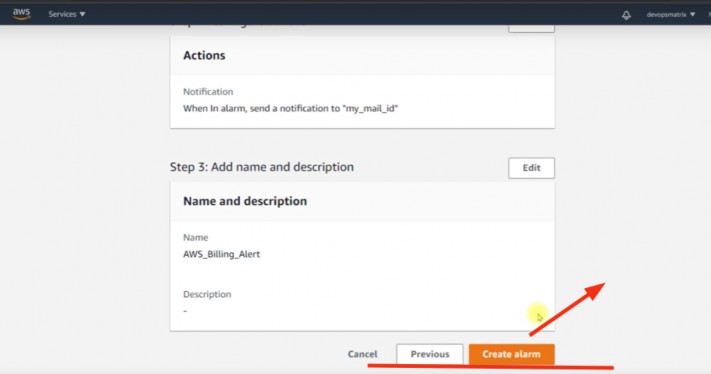 aws Services ▼ devopsmatrix ▼
Actions
Notification
When In alarm, send a notification to "my_mail_id"
Step 3: Add name and description Edit
Name and description
Name
AWS_Billing_Alert
Description
-
Cancel Previous Create alarm